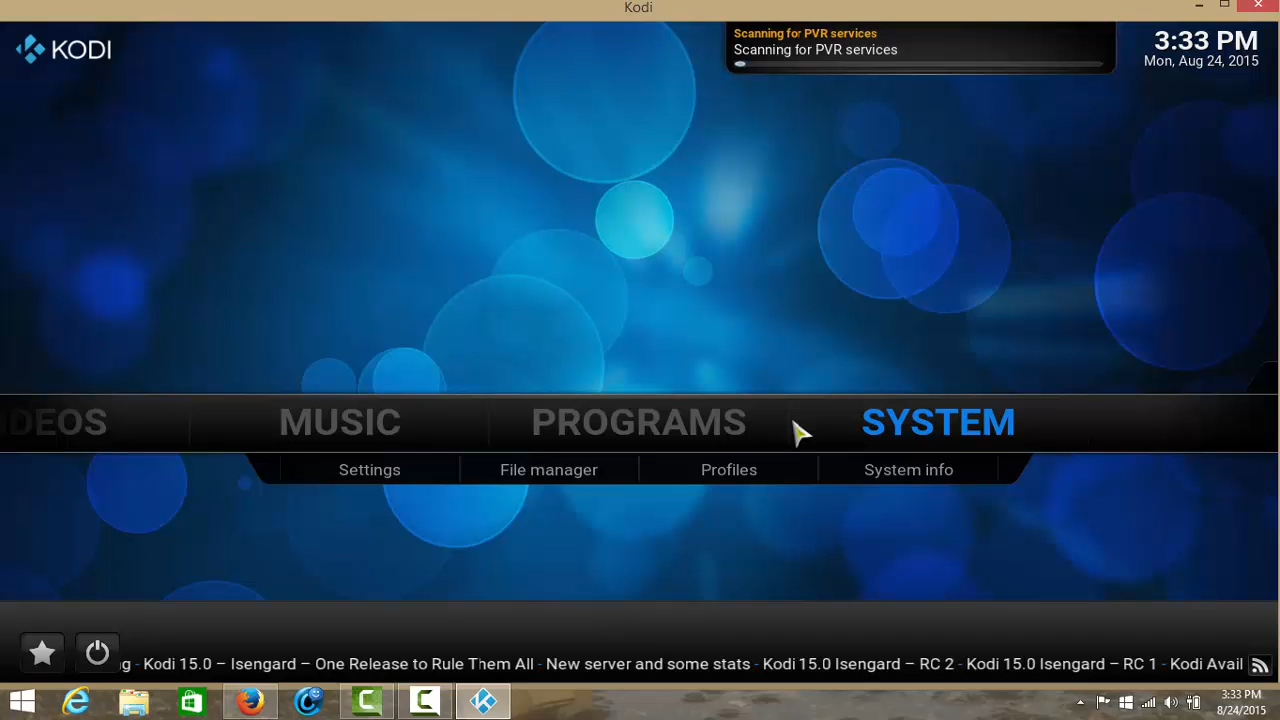 Kodi
KODI
Scanning for PVR services
Scanning for PVR services
3:33 PM
Mon, Aug 24, 2015
IDEOS
MUSIC
PROGRAMS
SYSTEM
Settings
File manager
Profiles
System info
ng - Kodi 15.0 – Isengard – One Release to Rule Them All - New server and some stats - Kodi 15.0 Isengard – RC 2 - Kodi 15.0 Isengard – RC 1 - Kodi Avail
3:33 PM
8/24/2015